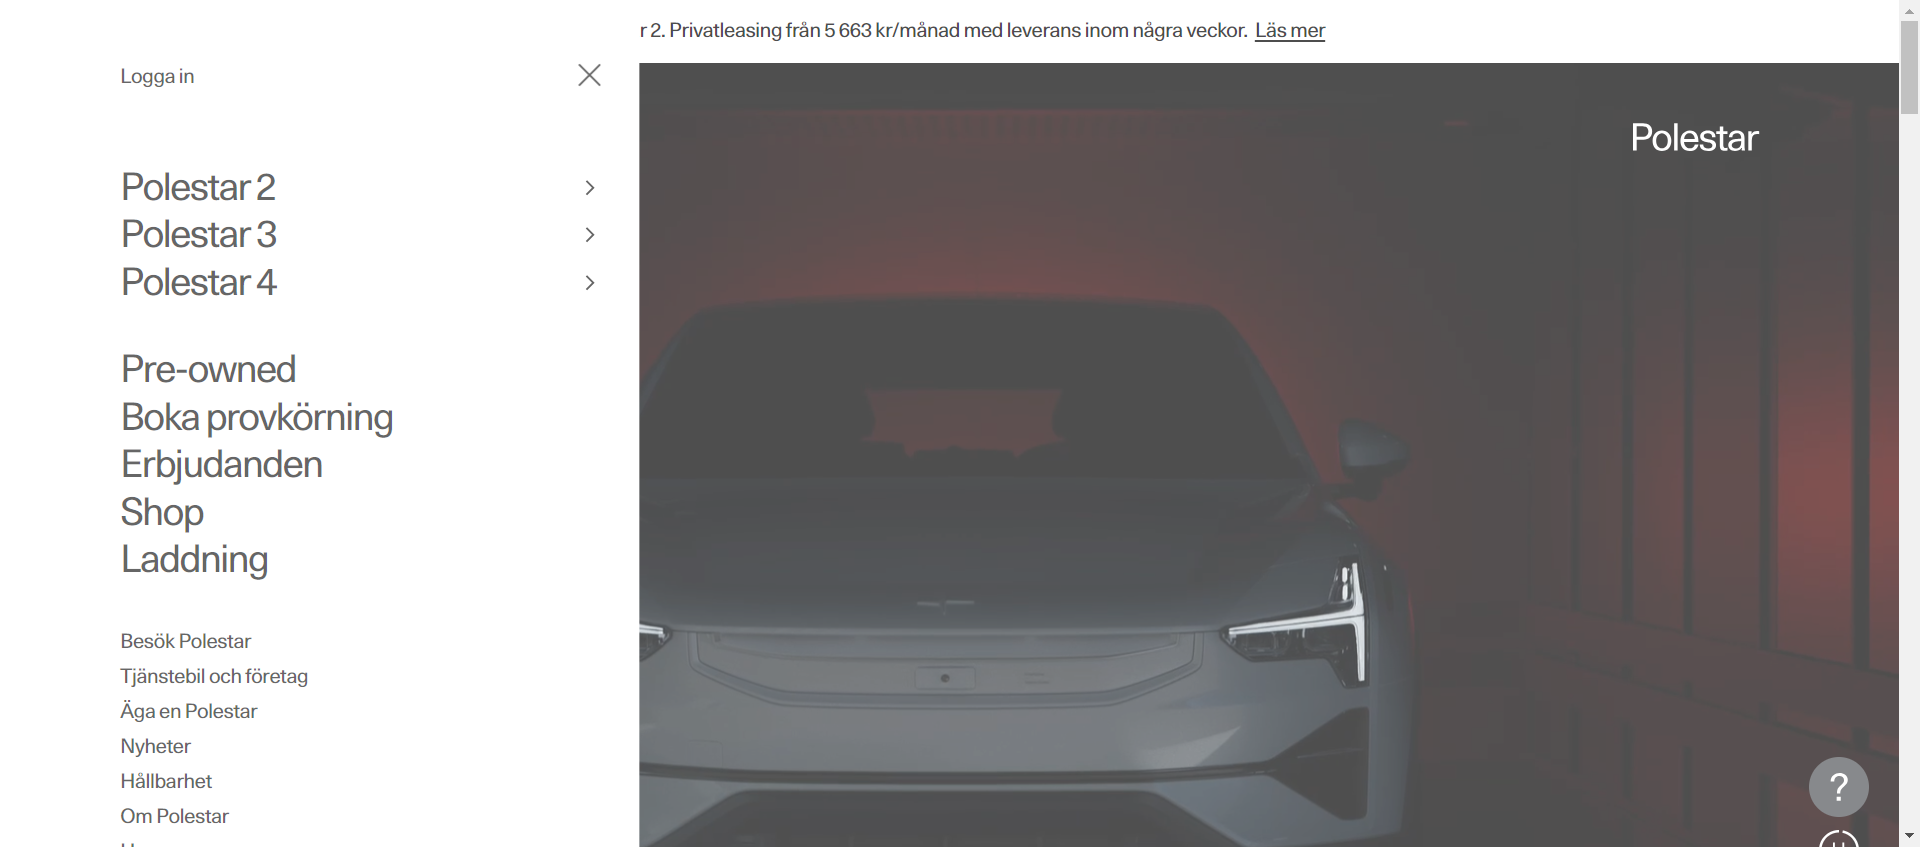 r 2. Privatleasing från 5 663 kr/månad med leverans inom några veckor. Läs mer
Logga in
Polestar
Polestar 2
Polestar 3
Polestar 4
Pre-owned
Boka provkörning
Erbjudanden
Shop
Laddning
Besök Polestar
Tjänstebil och företag
Äga en Polestar
Nyheter
Hållbarhet
Om Polestar
?